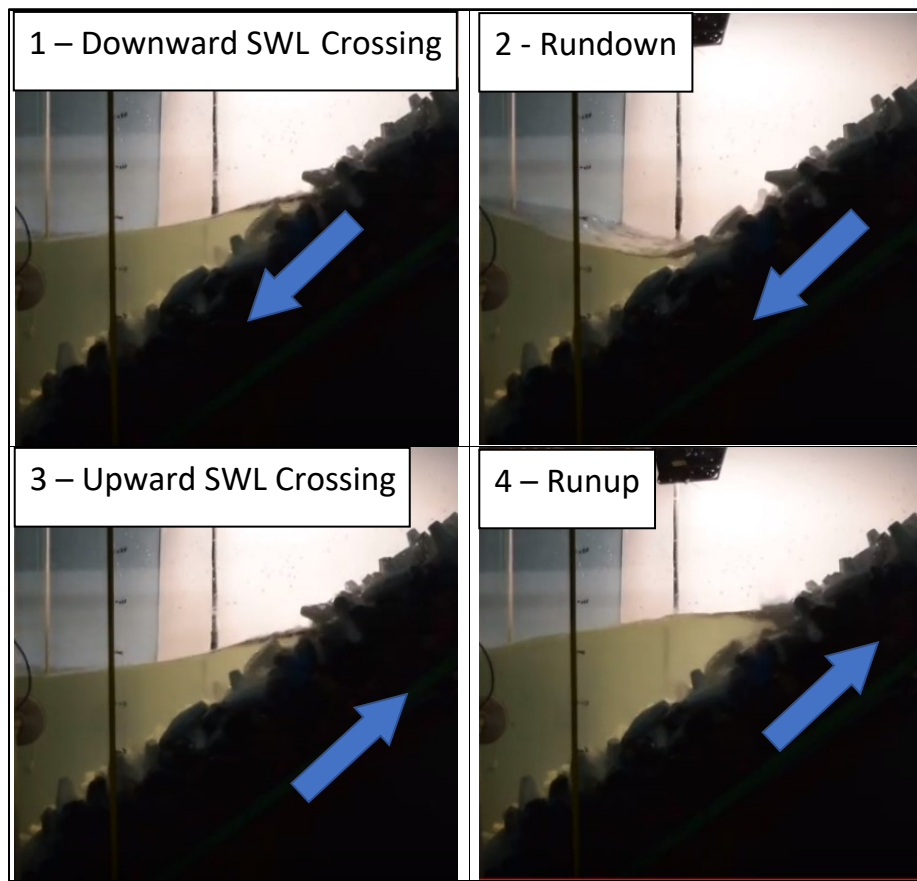 1 – Downward SWL Crossing
2 - Rundown
3 – Upward SWL Crossing
4 – Runup